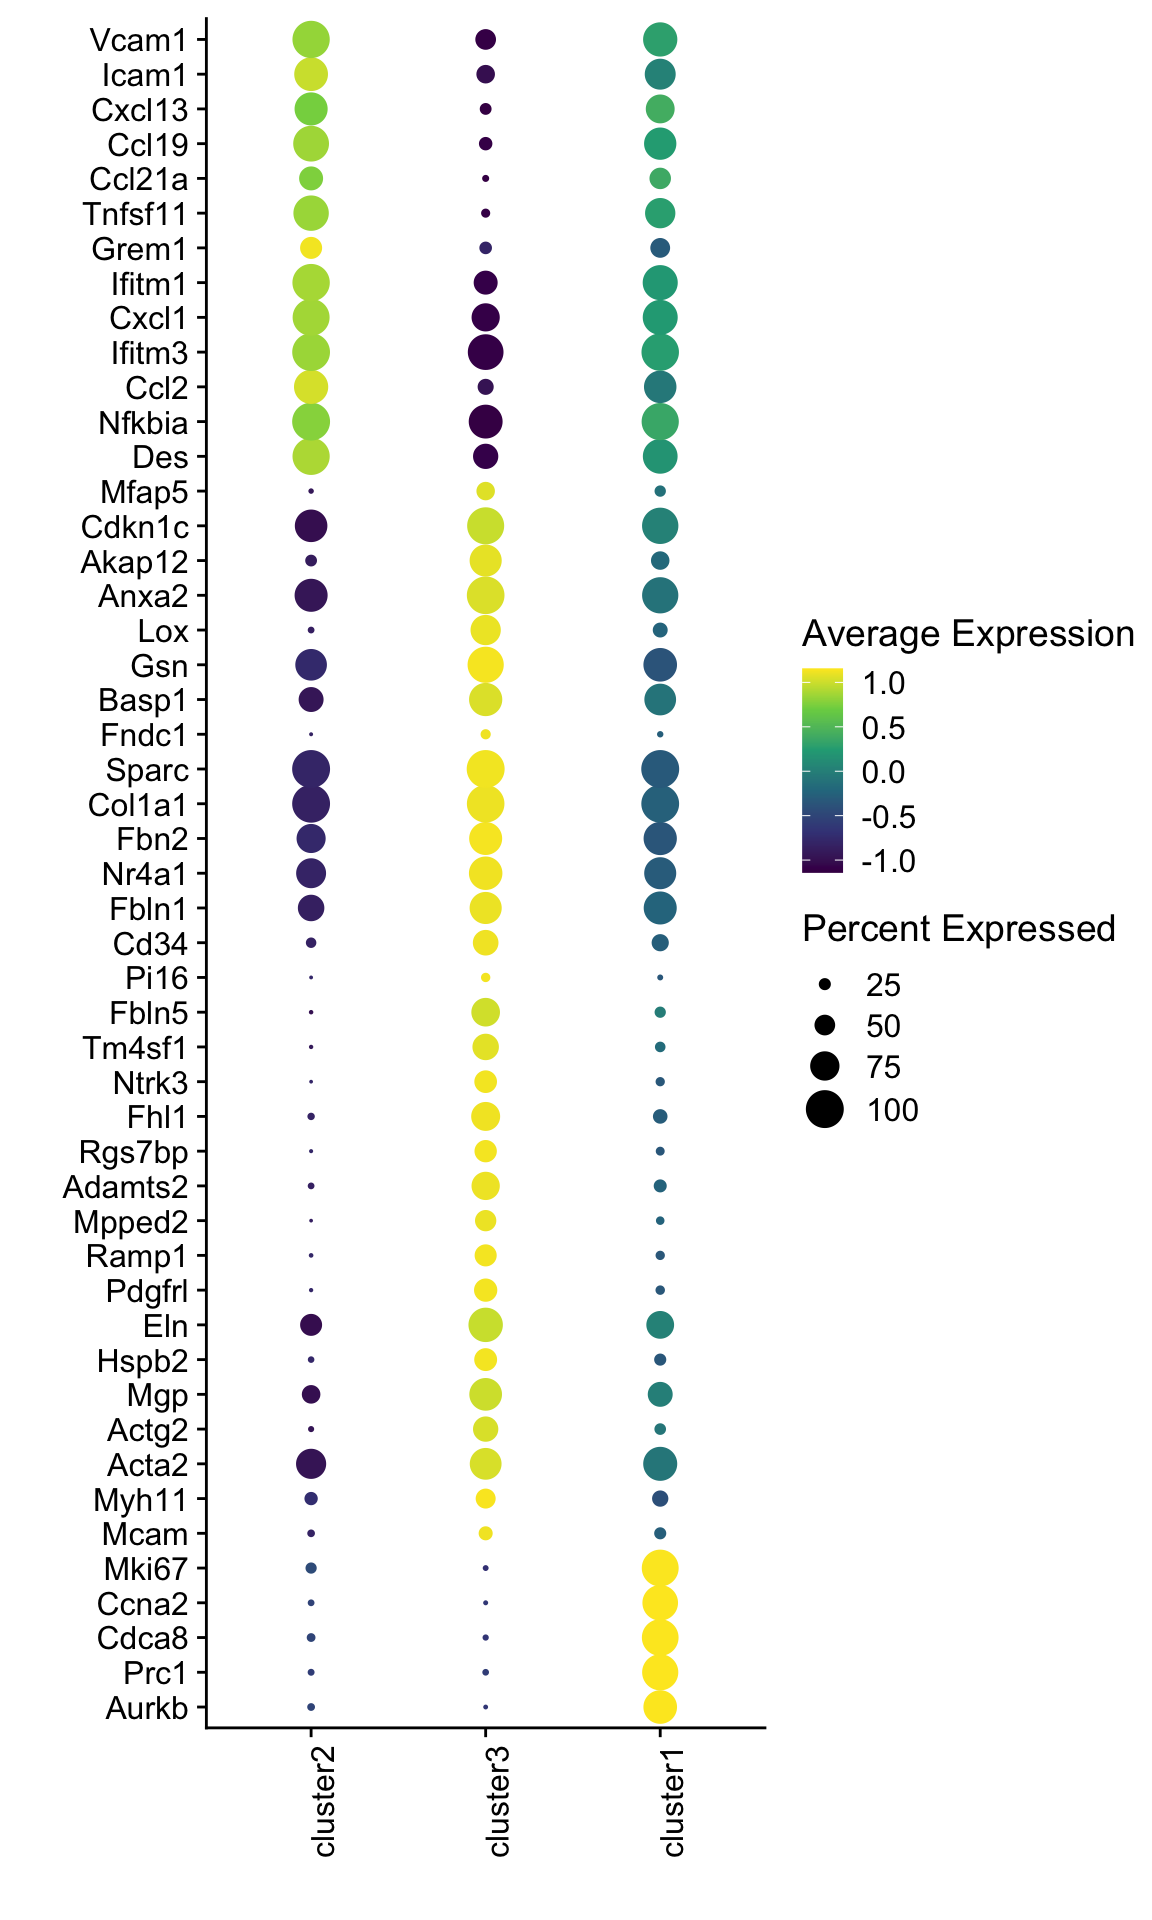 Vcam1
Icam1
Cxcl13
Ccl19
Ccl21a
Tnfsf11
Grem1
Ifitm1
Cxcl1
Ifitm3
Ccl2
Nfkbia
Des
Mfap5
Cdkn1c
Akap12
Anxa2
Lox
Gsn
Basp1
Fndc1
Sparc
Col1a1
Fbn2
Nr4a1
Fbln1
Cd34
Pi16
Fbln5
Tm4sf1
Ntrk3
Fhl1
Rgs7bp
Adamts2
Mpped2
Ramp1
Pdgfrl
Eln
Hspb2
Mgp
Actg2
Acta2
Myh11
Mcam
Mki67
Ccna2
Cdca8
Prc1
Aurkb
cluster2
cluster3
cluster1
Average Expression
1.0
0.5
0.0
-0.5
-1.0
Percent Expressed
25
50
75
100